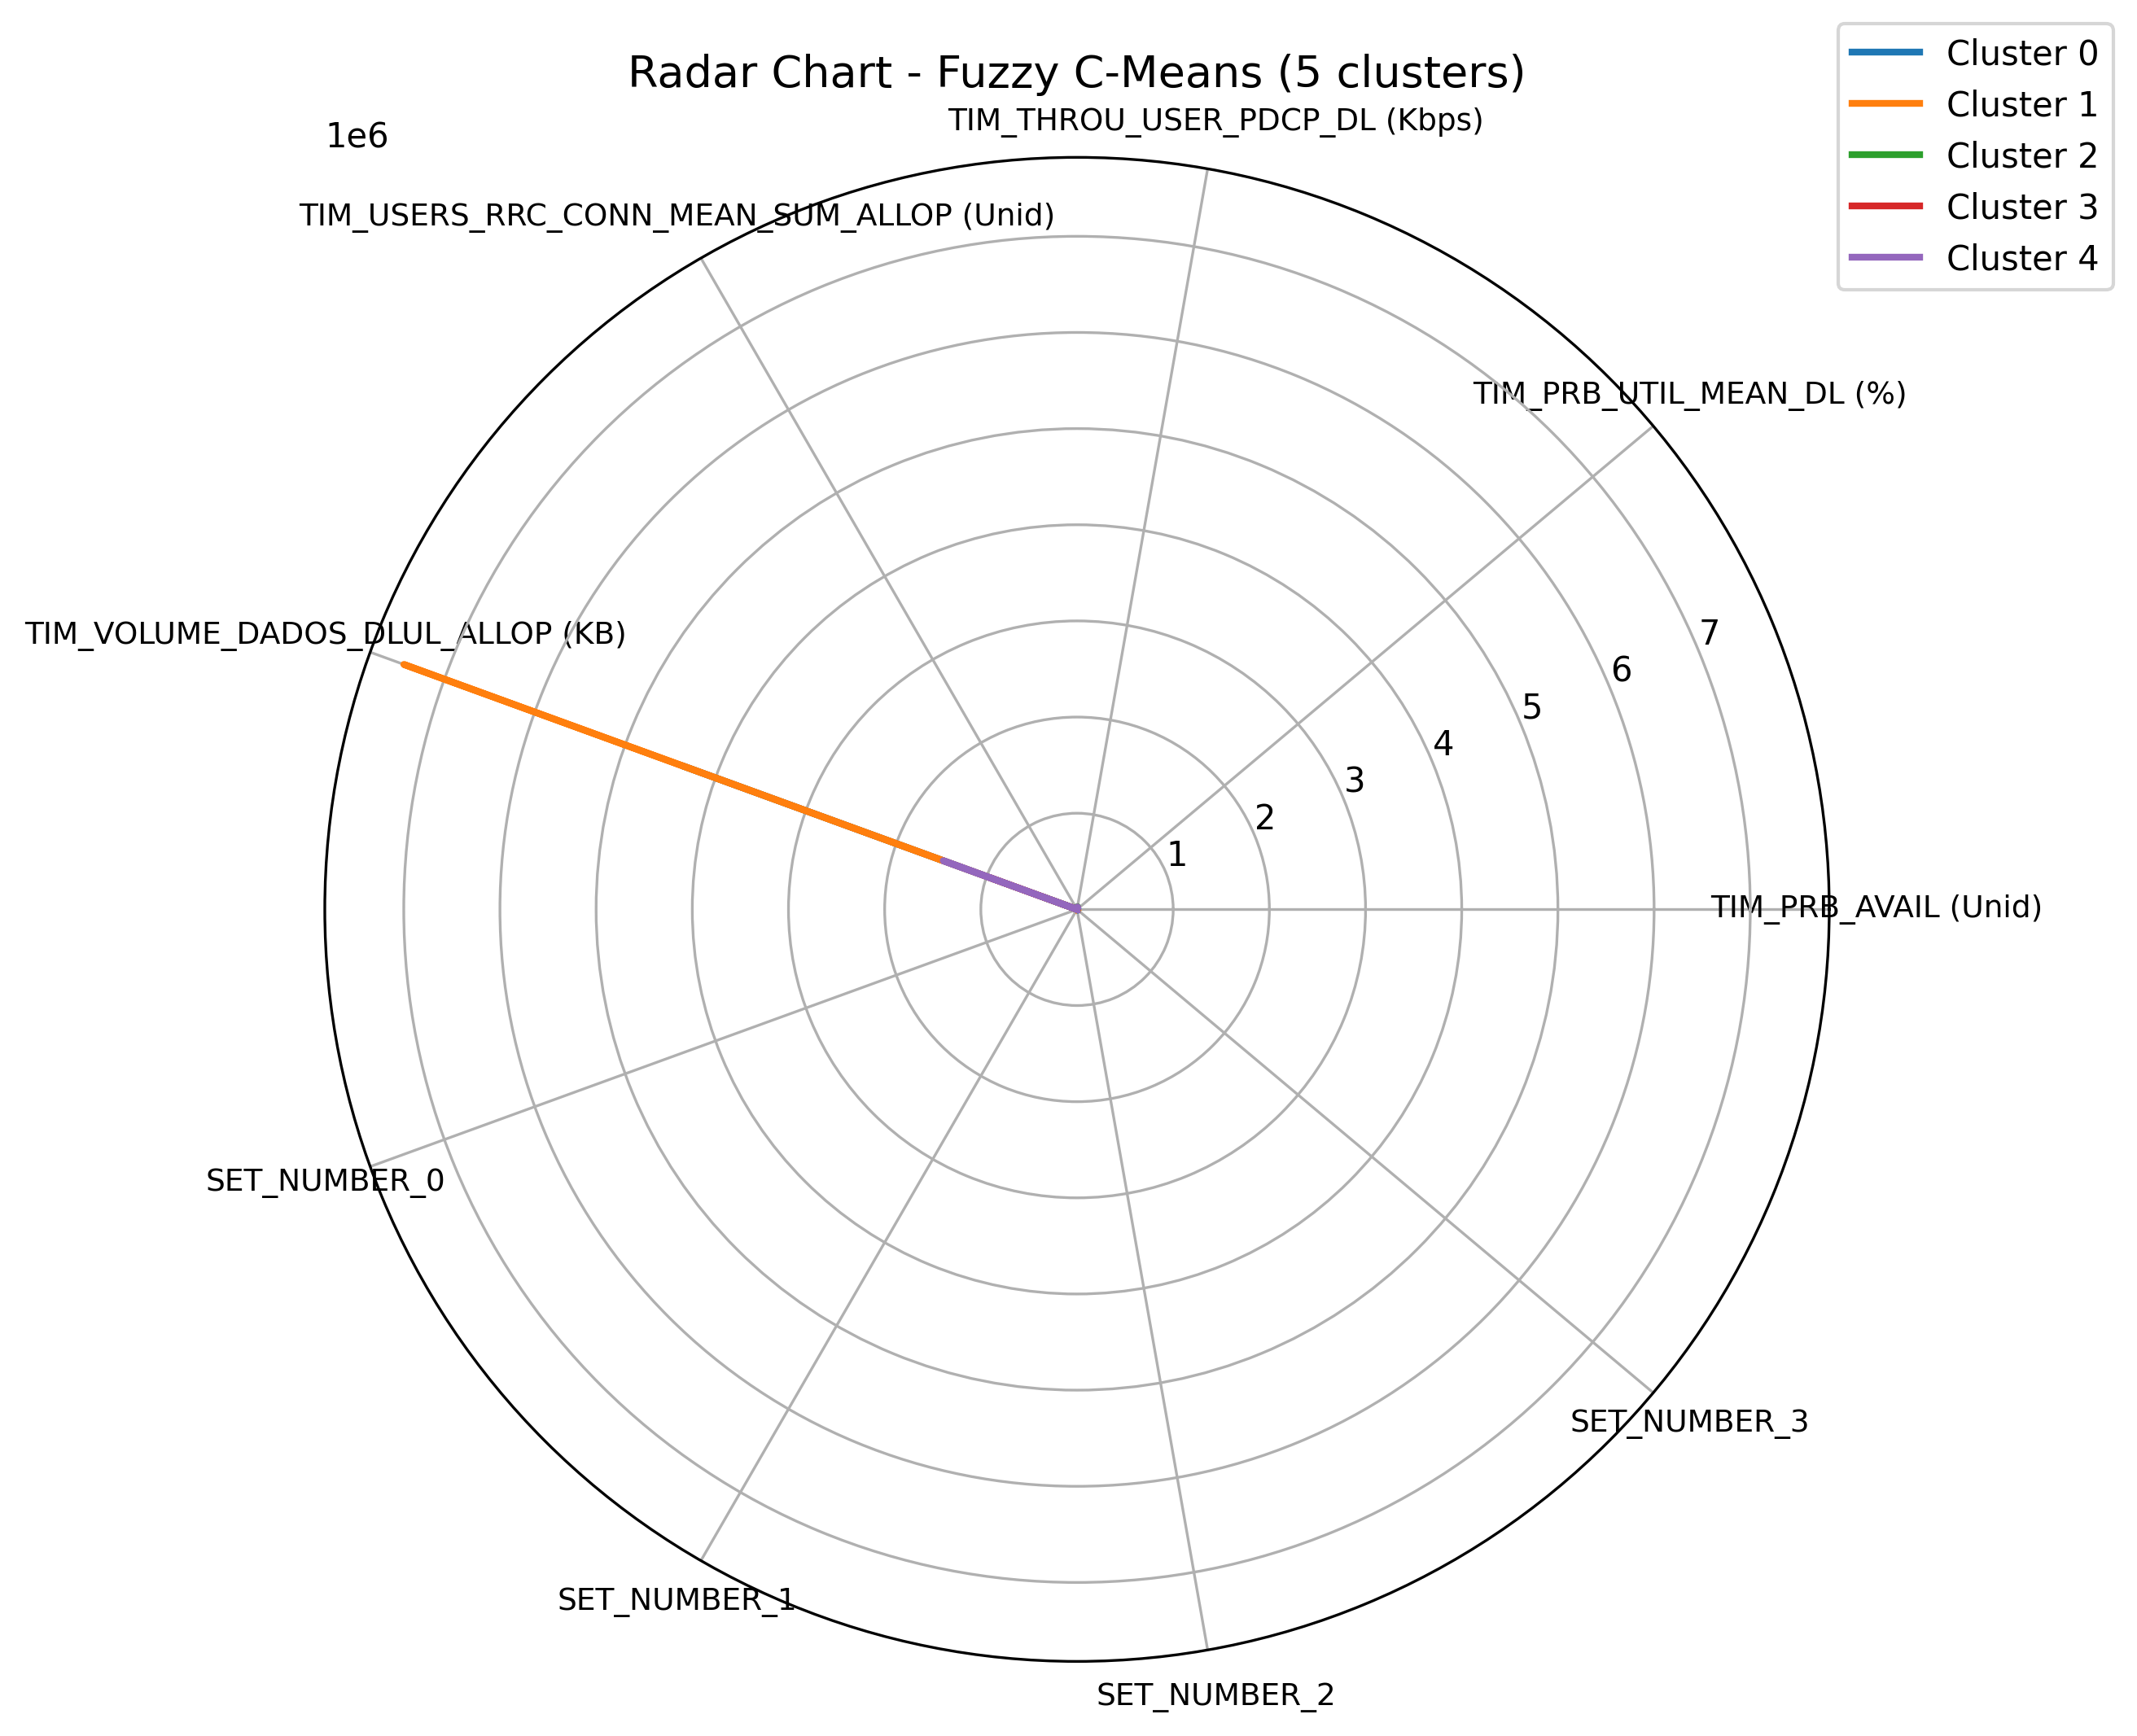 Radar Chart - Fuzzy C-Means (5 clusters)
Cluster 0
Cluster 1
Cluster 2
Cluster 3
Cluster 4
1e6
TIM_THROU_USER_PDCP_DL (Kbps)
TIM_USERS_RRC_CONN_MEAN_SUM_ALLOP (Unid)
TIM_PRB_UTIL_MEAN_DL (%)
TIM_VOLUME_DADOS_DLUL_ALLOP (KB)
7
6
5
4
3
2
1
TIM_PRB_AVAIL (Unid)
SET_NUMBER_0
SET_NUMBER_3
SET_NUMBER_1
SET_NUMBER_2